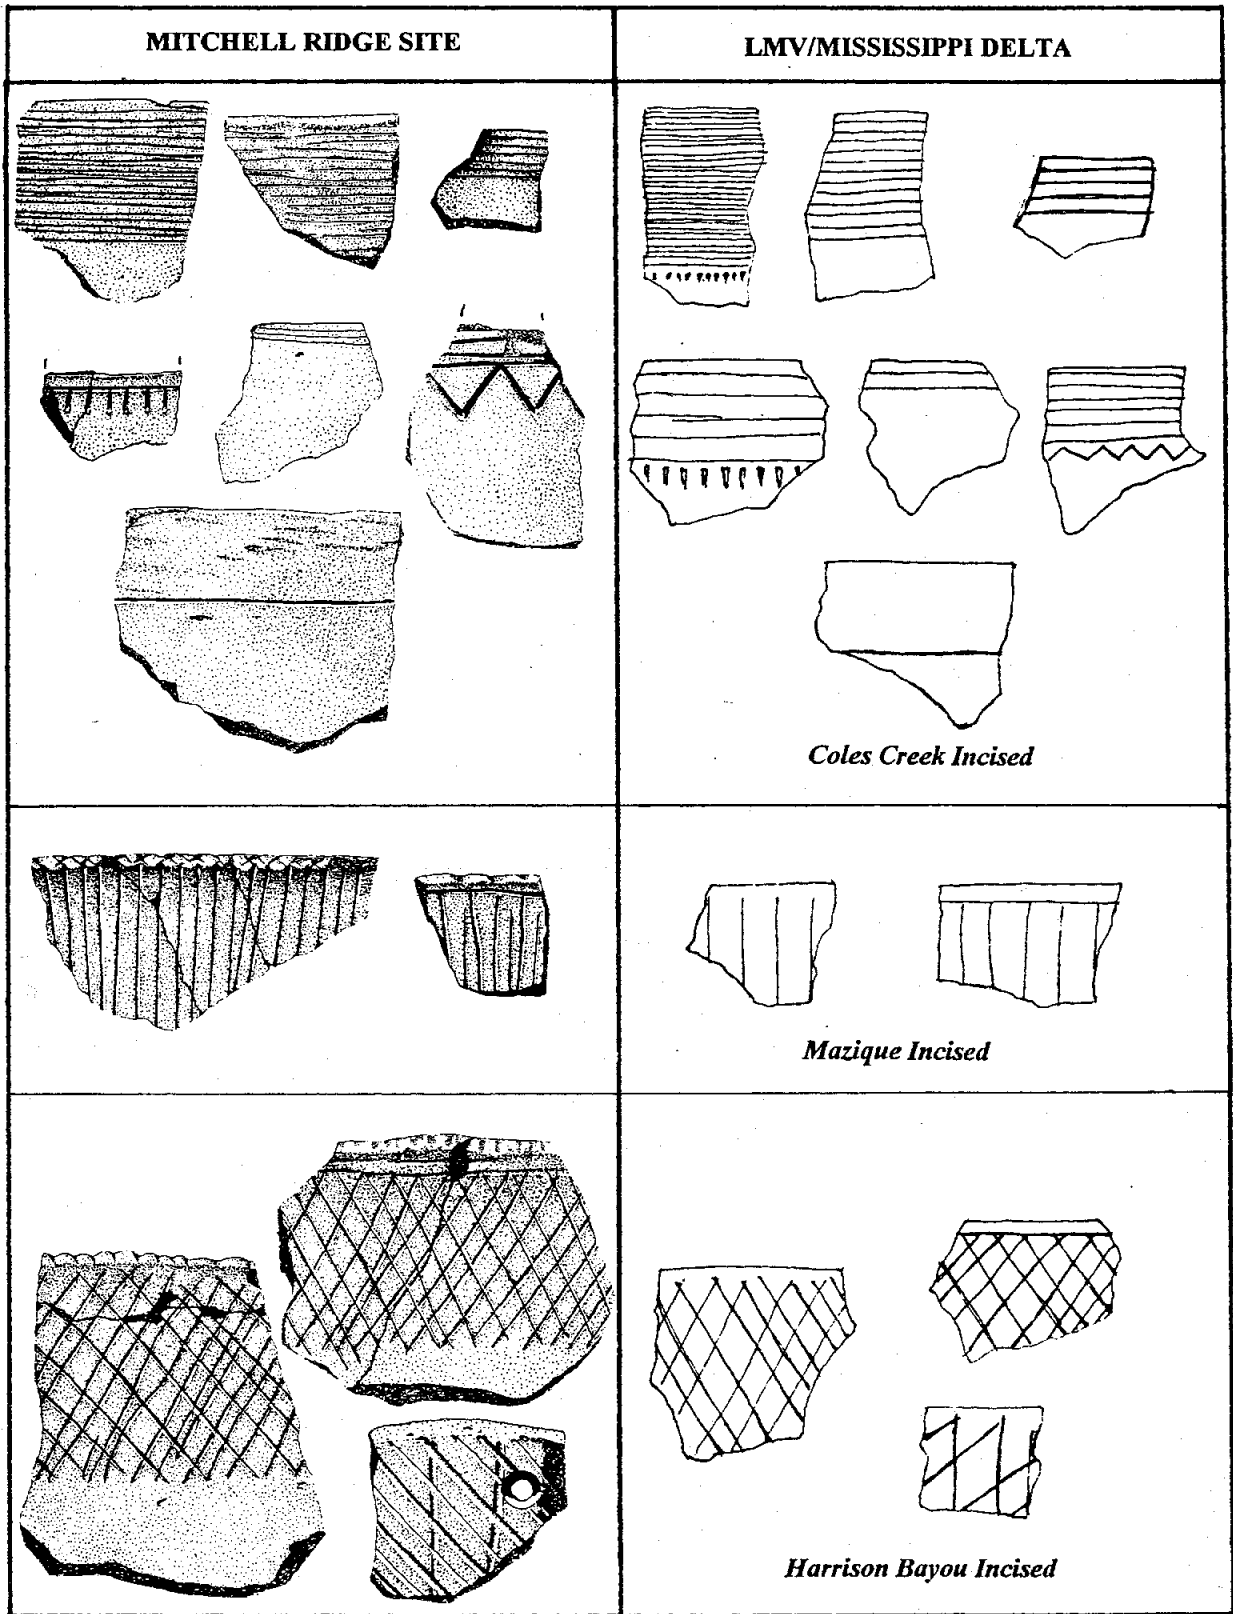 MITCHELL RIDGE SITE
LMV/MISSISSIPPI DELTA
Coles Creek Incised
Mazique Incised
Harrison Bayou Incised